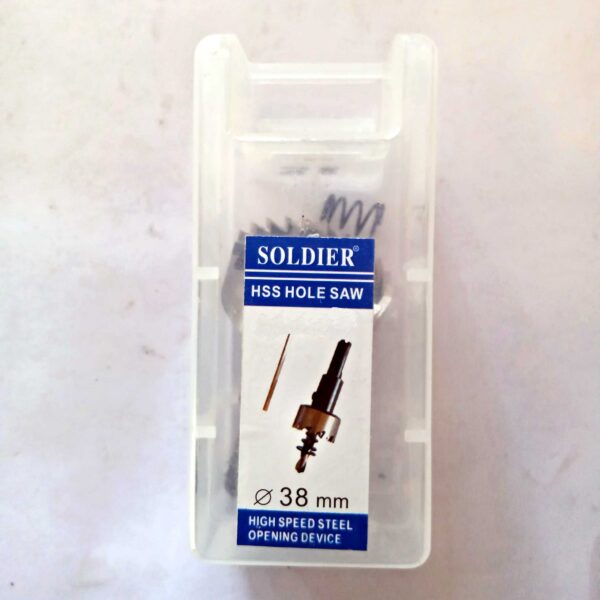 SOLDIER®
HSS HOLE SAW
⌀ 38 mm
HIGH SPEED STEEL
OPENING DEVICE